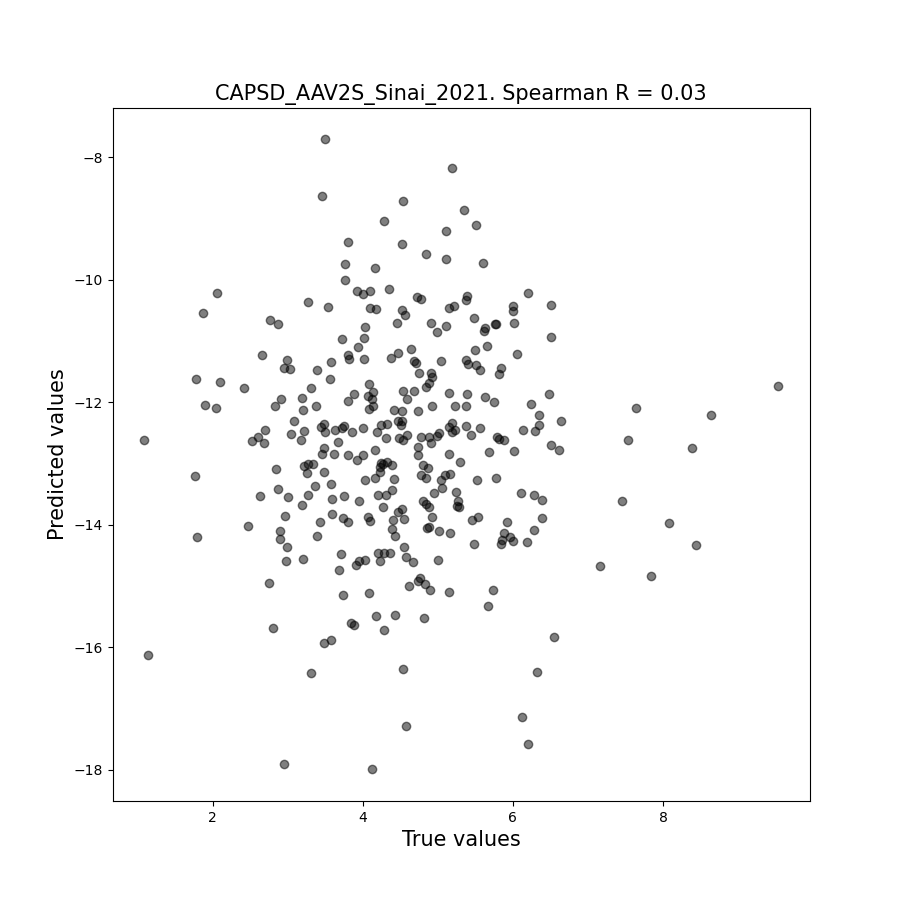 CAPSD_AAV2S_Sinai_2021. Spearman R = 0.03
−8
−10
−12
−14
−16
−18
Predicted values
2 4 6 8
True values